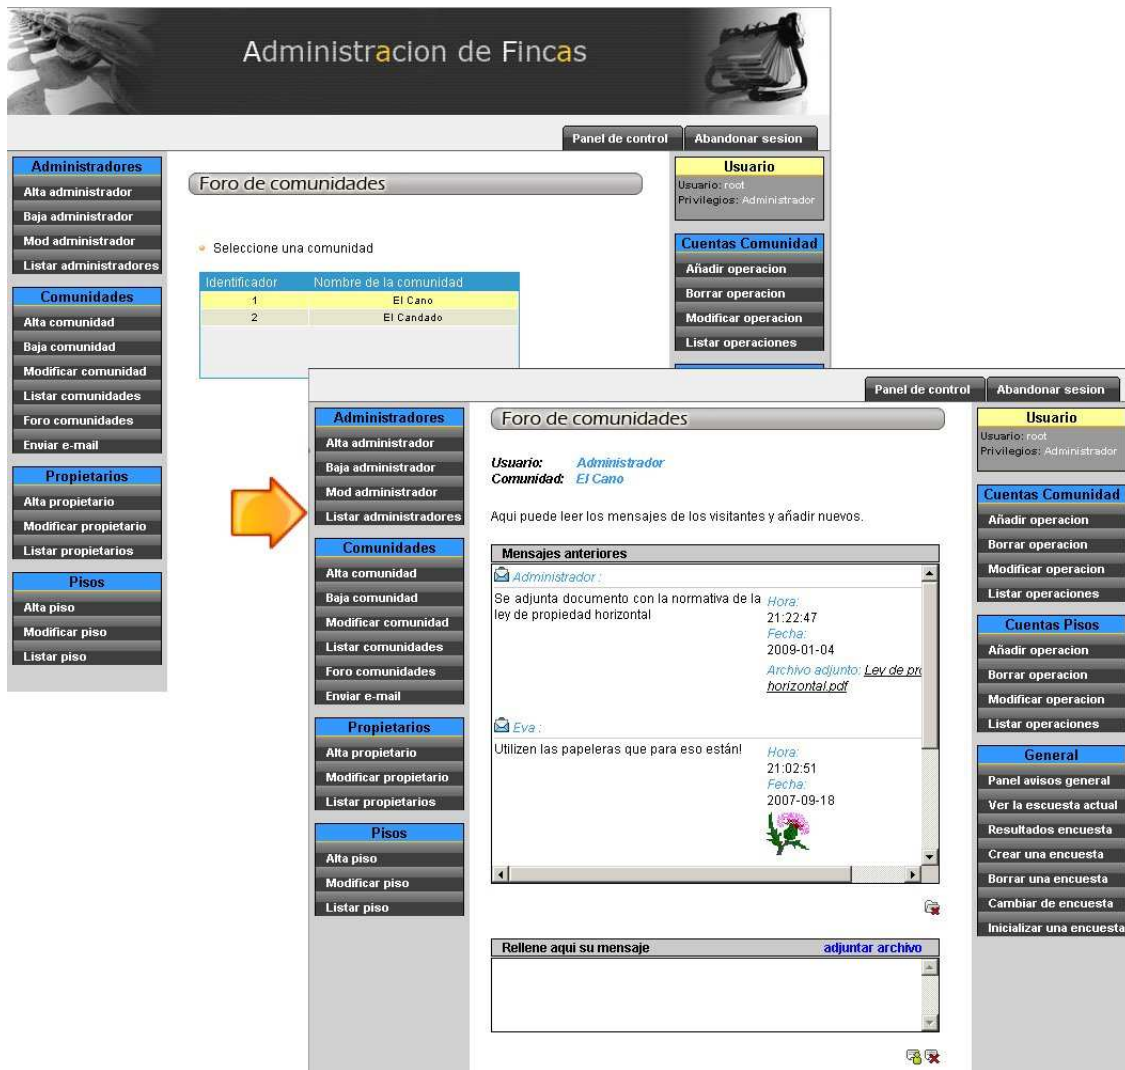 Administracion de Fincas
Panel de control
Abandonar sesion
Administradores
Alta administrador
Baja administrador
Mod administrador
Listar administradores
Comunidades
Alta comunidad
Baja comunidad
Modificar comunidad
Listar comunidades
Foro comunidades
Enviar e-mail
Propietarios
Alta propietario
Modificar propietario
Listar propietarios
Pisos
Alta piso
Modificar piso
Listar piso
Foro de comunidades
Seleccione una comunidad
Identificador Nombre de la comunidad
1 El Cano
2 El Candado
Usuario
Usuario: root
Privilegios: Administrador
Cuentas Comunidad
Añadir operacion
Borrar operacion
Modificar operacion
Listar operaciones
Panel de control
Abandonar sesion
Administradores
Alta administrador
Baja administrador
Mod administrador
Listar administradores
Comunidades
Alta comunidad
Baja comunidad
Modificar comunidad
Listar comunidades
Foro comunidades
Enviar e-mail
Propietarios
Alta propietario
Modificar propietario
Listar propietarios
Pisos
Alta piso
Modificar piso
Listar piso
Foro de comunidades
Usuario: Administrador
Comunidad: El Cano
Aqui puede leer los mensajes de los visitantes y añadir nuevos.
Mensajes anteriores
Administrador :
Se adjunta documento con la normativa de la
ley de propiedad horizontal
Hora:
21:22:47
Fecha:
2009-01-04
Archivo adjunto: Ley de pro
horizontal.pdf
Eva :
Utilizen las papeleras que para eso están!
Hora:
21:02:51
Fecha:
2007-09-18
Rellene aqui su mensaje adjuntar archivo
Usuario
Usuario: root
Privilegios: Administrador
Cuentas Comunidad
Añadir operacion
Borrar operacion
Modificar operacion
Listar operaciones
Cuentas Pisos
Añadir operacion
Borrar operacion
Modificar operacion
Listar operaciones
General
Panel avisos general
Ver la escuesta actual
Resultados encuesta
Crear una encuesta
Borrar una encuesta
Cambiar de encuesta
Inicializar una encuesta